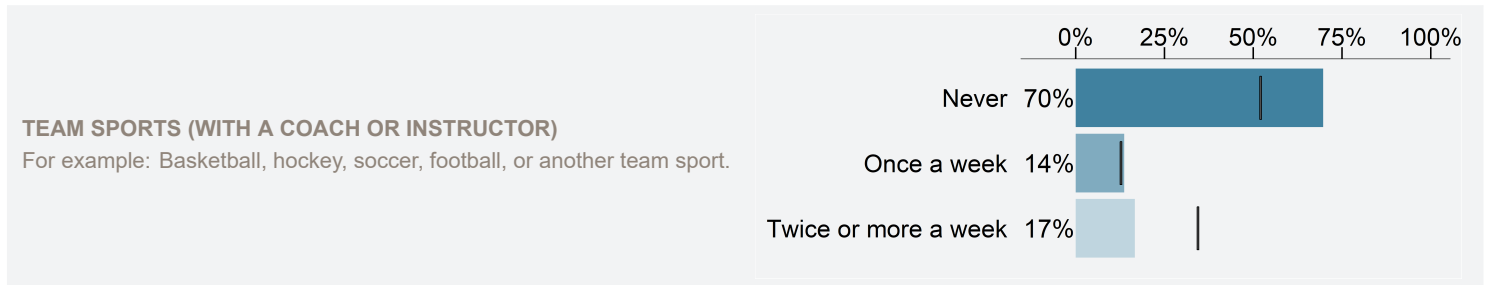 TEAM SPORTS (WITH A COACH OR INSTRUCTOR)
For example: Basketball, hockey, soccer, football, or another team sport.
0% 25% 50% 75% 100%
Never 70%
Once a week 14%
Twice or more a week 17%